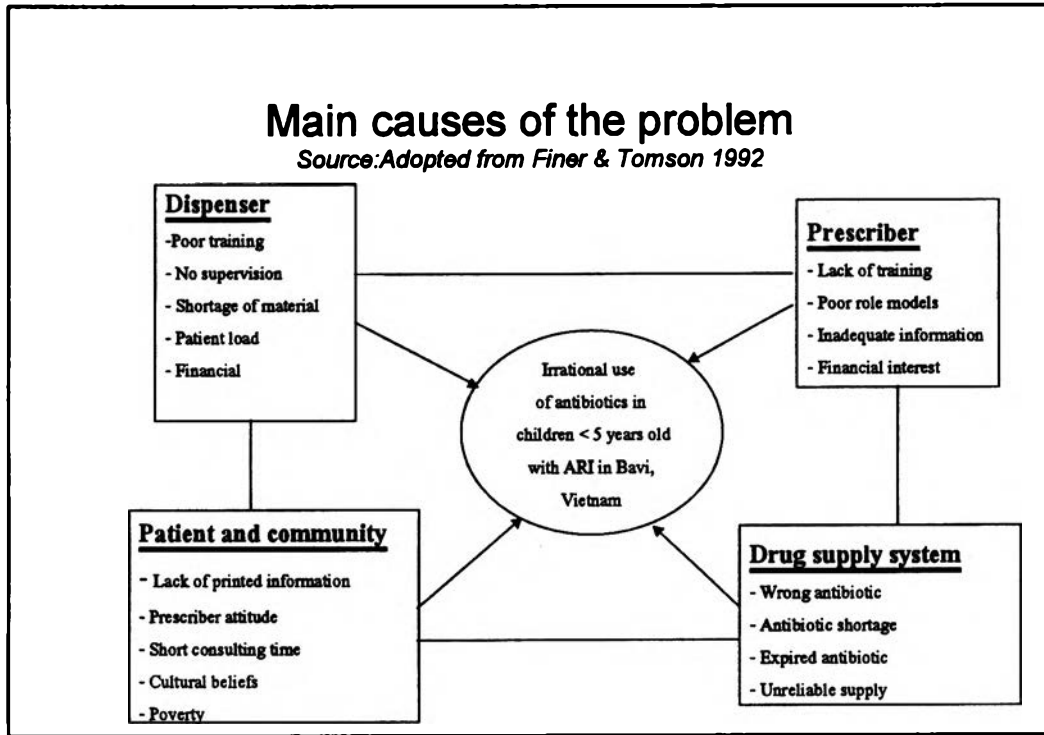 Main causes of the problem
Source:Adopted from Finer & Tomson 1992
Dispenser
-Poor training
- No supervision
- Shortage of material
- Patient load
- Financial
Prescriber
- Lack of training
- Poor role models
- Inadequate information
- Financial interest
Irrational use
of antibiotics in
children < 5 years old
with ARI in Bavi,
Vietnam
Patient and community
- Lack of printed information
- Prescriber attitude
- Short consulting time
- Cultural beliefs
- Poverty
Drug supply system
- Wrong antibiotic
- Antibiotic shortage
- Expired antibiotic
- Unreliable supply